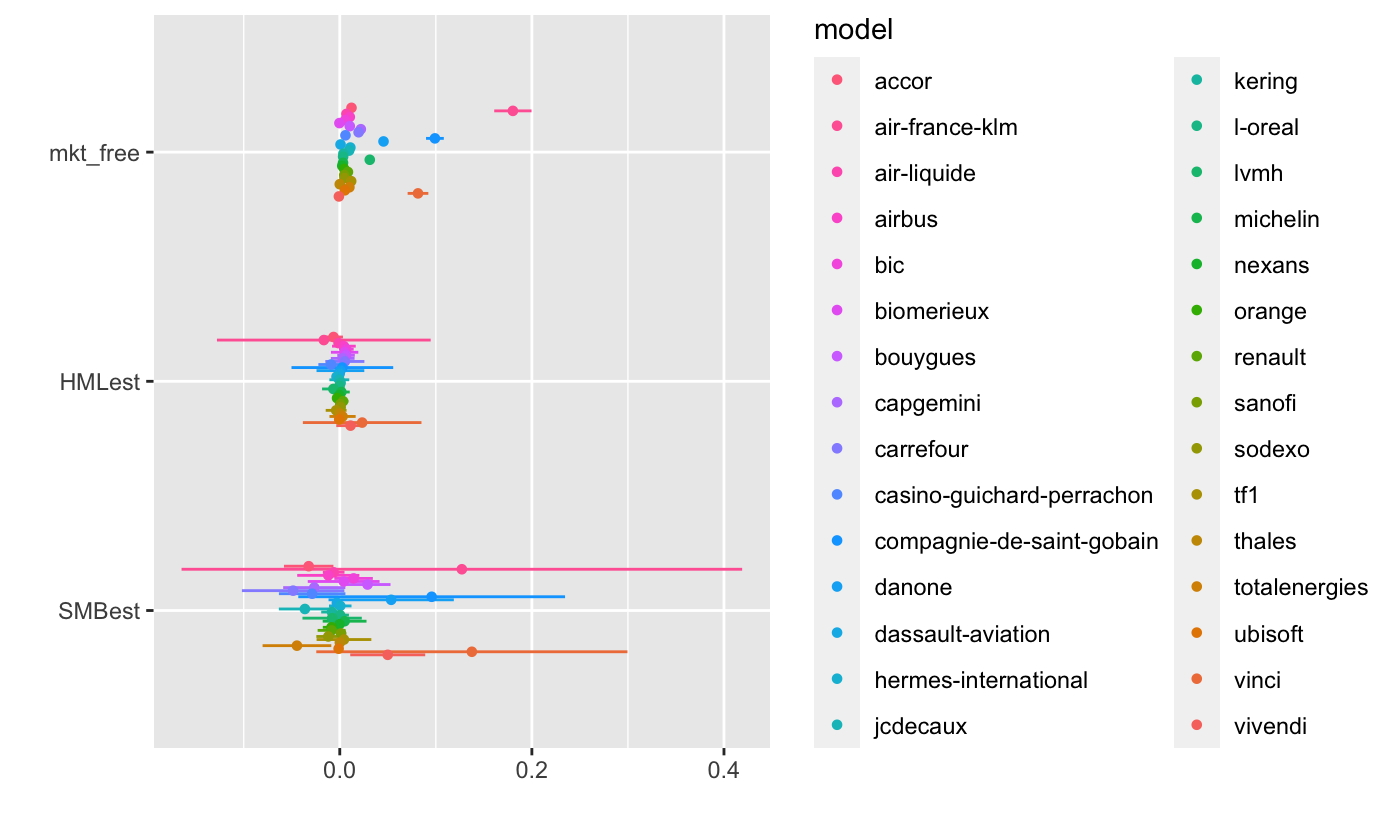 model
mkt_free
HMLest
SMBest
0.0 0.2 0.4
accor
air-france-klm
air-liquide
airbus
bic
biomerieux
bouygues
capgemini
carrefour
casino-guichard-perrachon
compagnie-de-saint-gobain
danone
dassault-aviation
hermes-international
jcdecaux
kering
l-oreal
lvmh
michelin
nexans
orange
renault
sanofi
sodexo
tf1
thales
totalenergies
ubisoft
vinci
vivendi